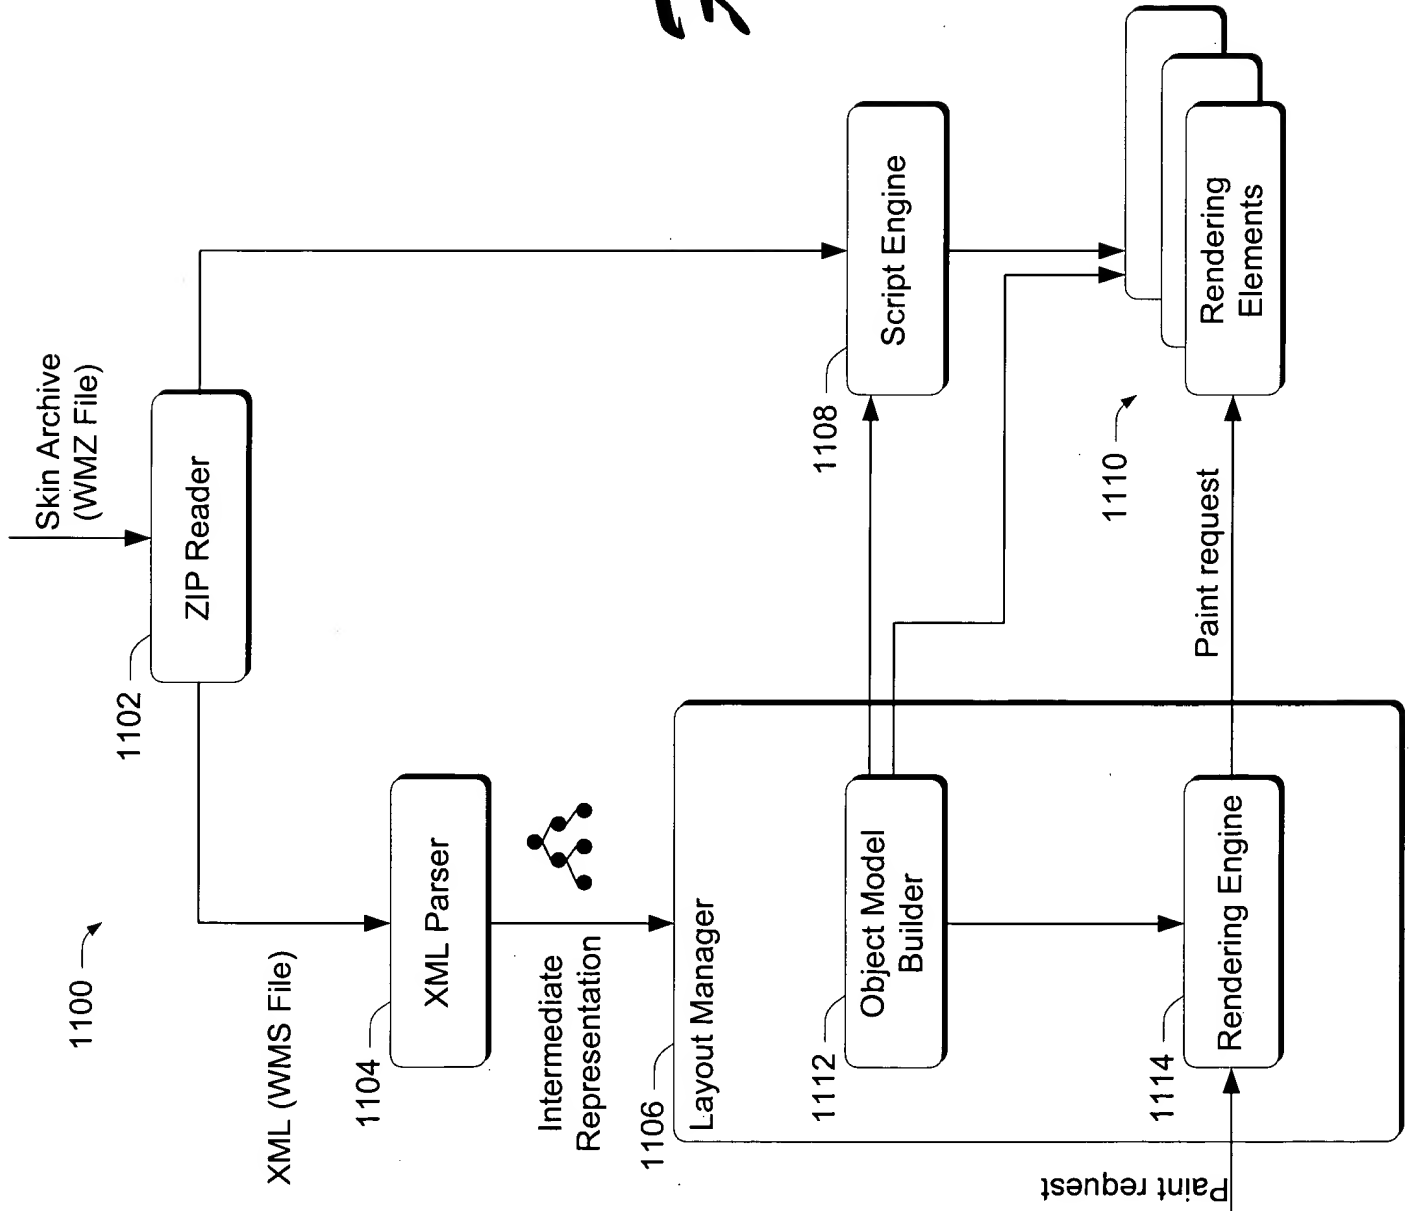 Skin Archive
(WMZ File)
ZIP Reader
1102
1100
XML (WMS File)
XML Parser
1104
Intermediate
Representation
1106
Layout Manager
Object Model
Builder
1112
Rendering Engine
1114
Paint request
Paint request
Script Engine
1108
1110
Rendering
Elements